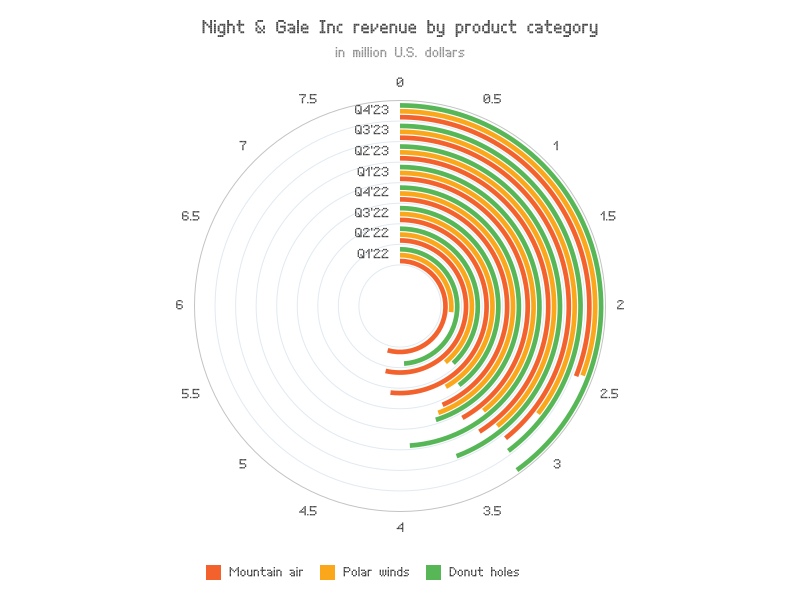 Night & Gale Inc revenue by product category
in million U.S. dollars
0
0.5
1
1.5
2
2.5
3
3.5
4
4.5
5
5.5
6
6.5
7
7.5
Q4'23
Q3'23
Q2'23
Q1'23
Q4'22
Q3'22
Q2'22
Q1'22
Mountain air
Polar winds
Donut holes